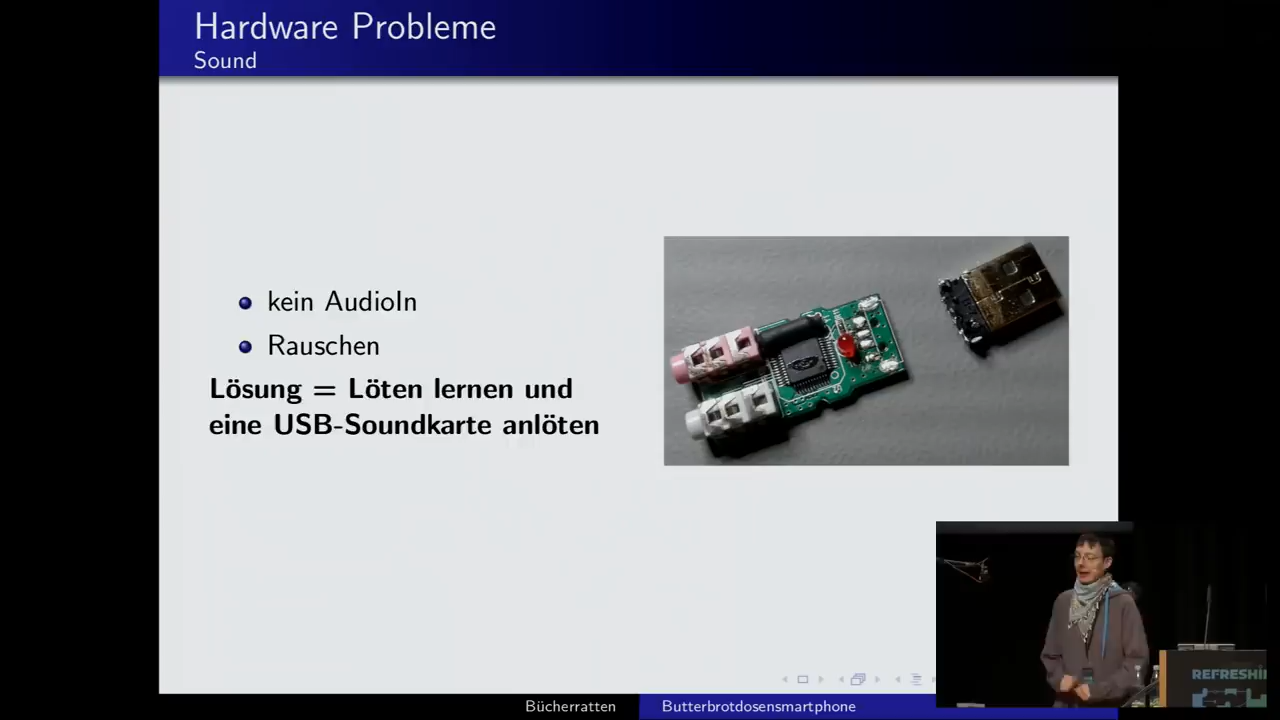 Hardware Probleme
Sound
kein AudioIn
Rauschen
Lösung = Löten lernen und
eine USB-Soundkarte anlöten
Bücherratten
Butterbrotdosensmartphone